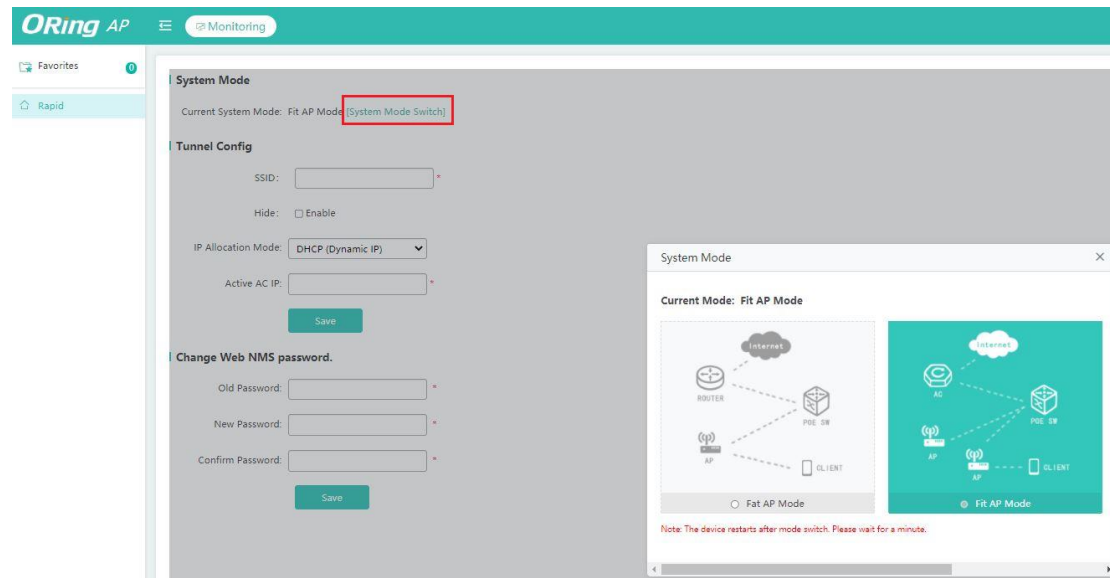 ORing AP Monitoring
Favorites 0
Rapid
System Mode
Current System Mode: Fit AP Mode [System Mode Switch]
Tunnel Config
SSID: *
Hide: Enable
IP Allocation Mode: DHCP (Dynamic IP)
Active AC IP: *
Save
Change Web NMS password.
Old Password: *
New Password: *
Confirm Password: *
Save
System Mode
Current Mode: Fit AP Mode
Internet
ROUTER
POE SW
AP
CLIENT
Fat AP Mode
Internet
AC
POE SW
AP
AP
CLIENT
Fit AP Mode
Note: The device restarts after mode switch. Please wait for a minute.